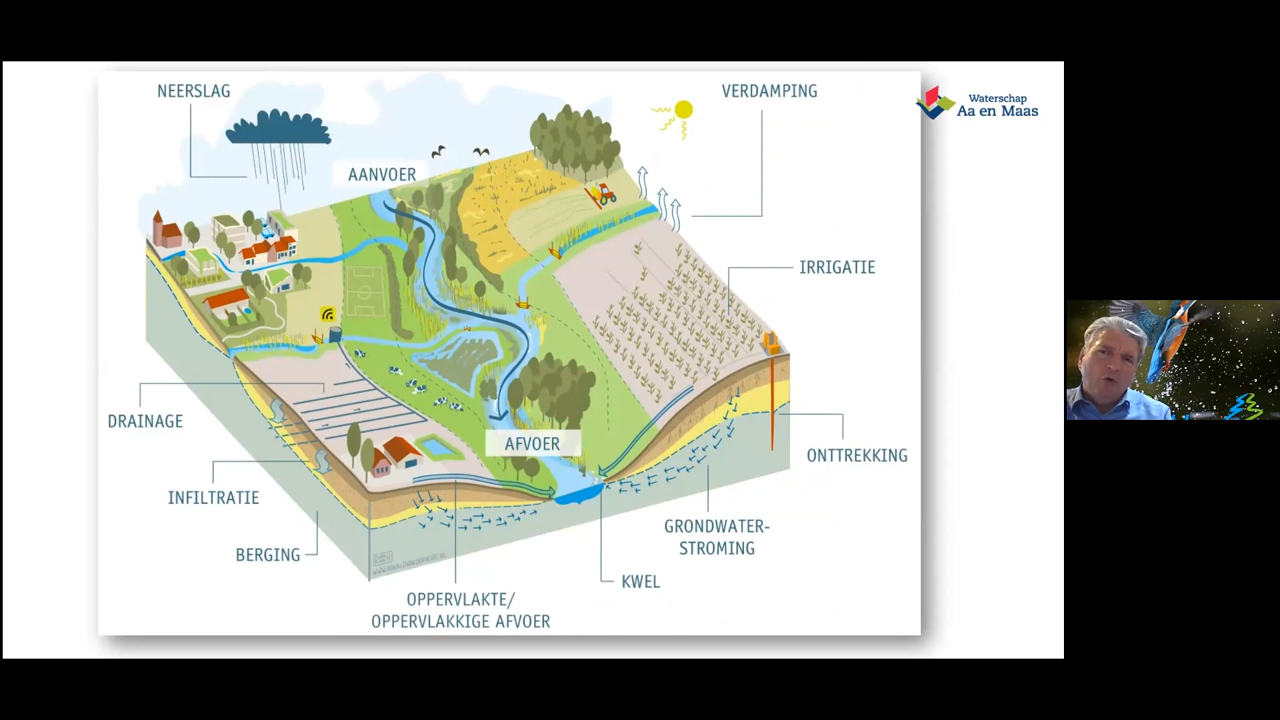 NEERSLAG
VERDAMPING
Waterschap
Aa en Maas
AANVOER
IRRIGATIE
DRAINAGE
AFVOER
ONTTREKKING
INFILTRATIE
GRONDWATER-
STROMING
BERGING
KWEL
OPPERVLAKTE/
OPPERVLAKKIGE AFVOER